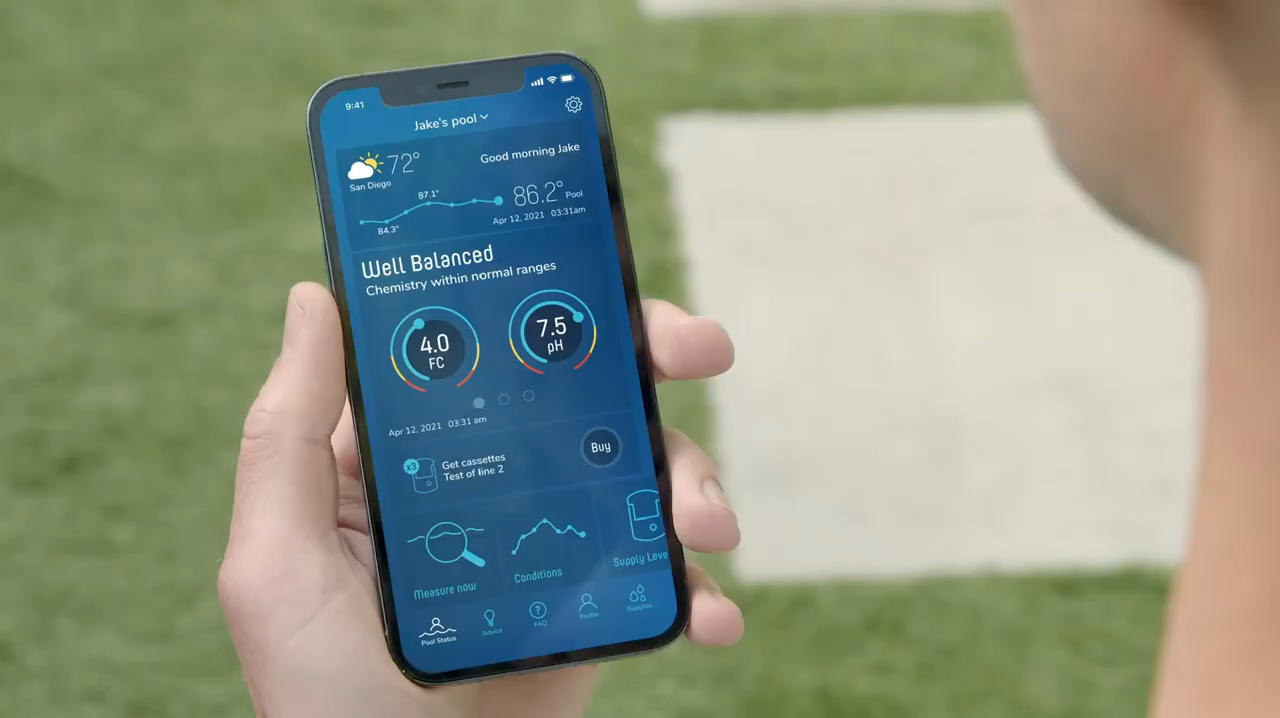 9:41
Jake's pool
72°
Good morning Jake
San Diego
87.1°
86.2° Pool
84.3°
Apr 12, 2021 03:31am
Well Balanced
Chemistry within normal ranges
4.0
FC
7.5
pH
Apr 12, 2021 03:31 am
x3
Get cassettes
Test of line 2
Buy
Measure now
Conditions
Supply Leve
Pool Status
Advice
?
FAQ
Profile
Supplies